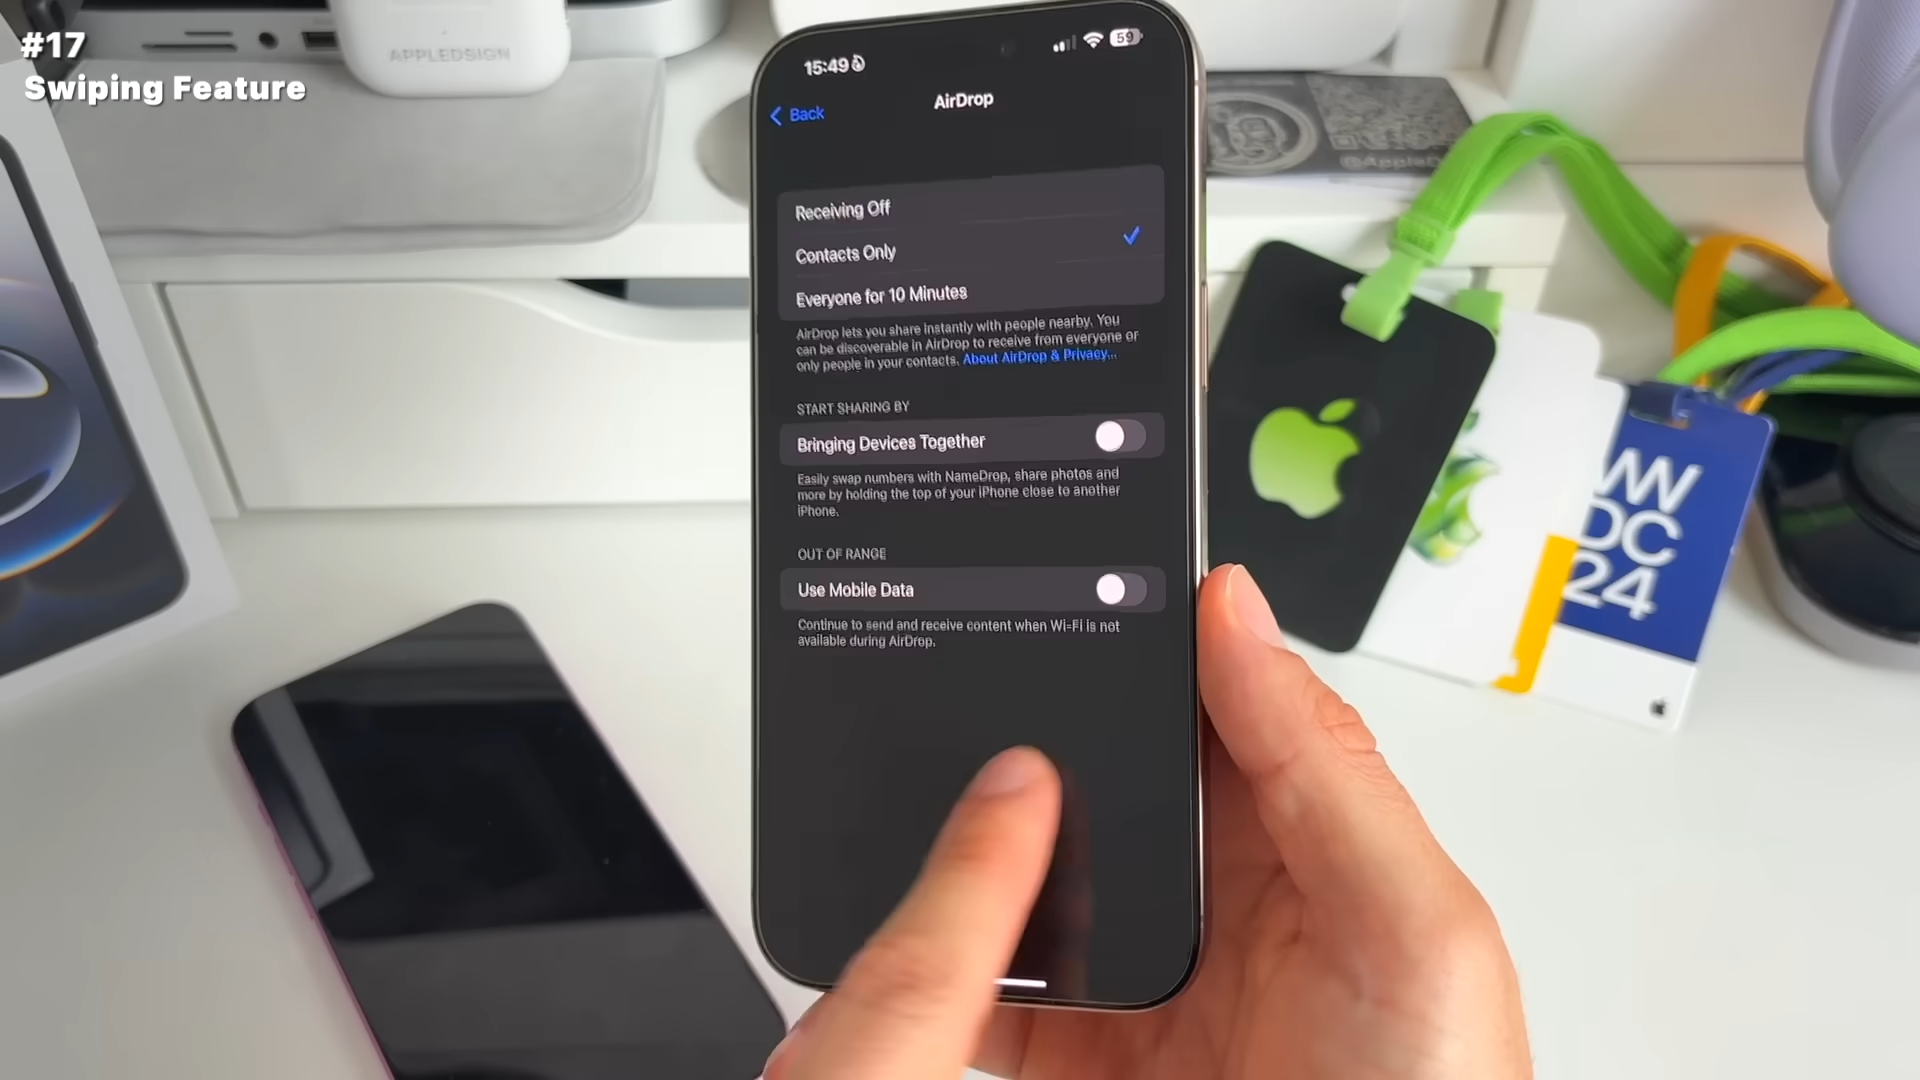 #17
Swiping Feature
APPLEDSIGN
15:49
59
Back
AirDrop
Receiving Off
Contacts Only
Everyone for 10 Minutes
AirDrop lets you share instantly with people nearby. You
can be discoverable in AirDrop to receive from everyone or
only people in your contacts. About AirDrop & Privacy...
START SHARING BY
Bringing Devices Together
Easily swap numbers with NameDrop, share photos and
more by holding the top of your iPhone close to another
iPhone.
OUT OF RANGE
Use Mobile Data
Continue to send and receive content when Wi-Fi is not
available during AirDrop.
WW
DC
24